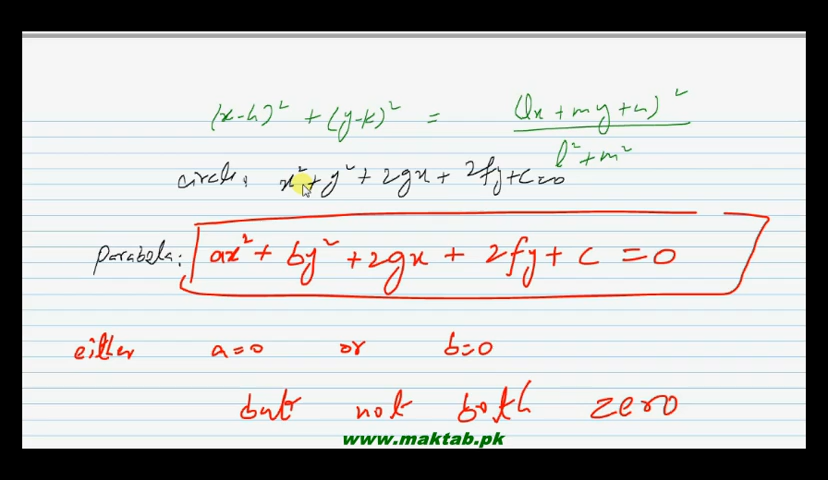 (x-h)² + (y-k)² = (lx + my + n)² / l² + m²
circle: x² + y² + 2gx + 2fy + c = 0
parabola: ax² + by² + 2gx + 2fy + c = 0
either a=0 or b=0
but not both zero
www.maktab.pk